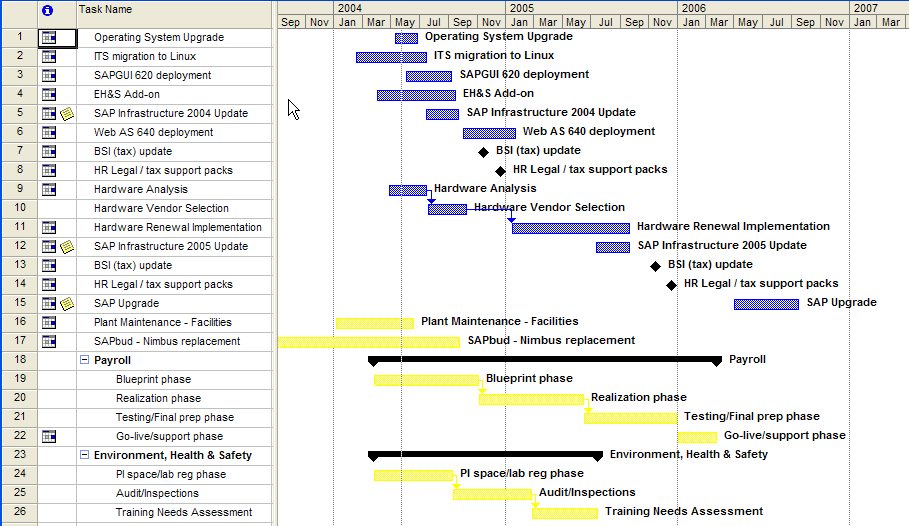 Task Name
2004 2005 2006 2007
Sep Nov Jan Mar May Jul Sep Nov Jan Mar May Jul Sep Nov Jan Mar May Jul Sep Nov Jan Mar
1 Operating System Upgrade Operating System Upgrade
2 ITS migration to Linux ITS migration to Linux
3 SAPGUI 620 deployment SAPGUI 620 deployment
4 EH&S Add-on EH&S Add-on
5 SAP Infrastructure 2004 Update SAP Infrastructure 2004 Update
6 Web AS 640 deployment Web AS 640 deployment
7 BSI (tax) update BSI (tax) update
8 HR Legal / tax support packs HR Legal / tax support packs
9 Hardware Analysis Hardware Analysis
10 Hardware Vendor Selection Hardware Vendor Selection
11 Hardware Renewal Implementation Hardware Renewal Implementation
12 SAP Infrastructure 2005 Update SAP Infrastructure 2005 Update
13 BSI (tax) update BSI (tax) update
14 HR Legal / tax support packs HR Legal / tax support packs
15 SAP Upgrade SAP Upgrade
16 Plant Maintenance - Facilities Plant Maintenance - Facilities
17 SAPbud - Nimbus replacement SAPbud - Nimbus replacement
18 Payroll Payroll
19 Blueprint phase Blueprint phase
20 Realization phase Realization phase
21 Testing/Final prep phase Testing/Final prep phase
22 Go-live/support phase Go-live/support phase
23 Environment, Health & Safety Environment, Health & Safety
24 PI space/lab reg phase PI space/lab reg phase
25 Audit/Inspections Audit/Inspections
26 Training Needs Assessment Training Needs Assessment